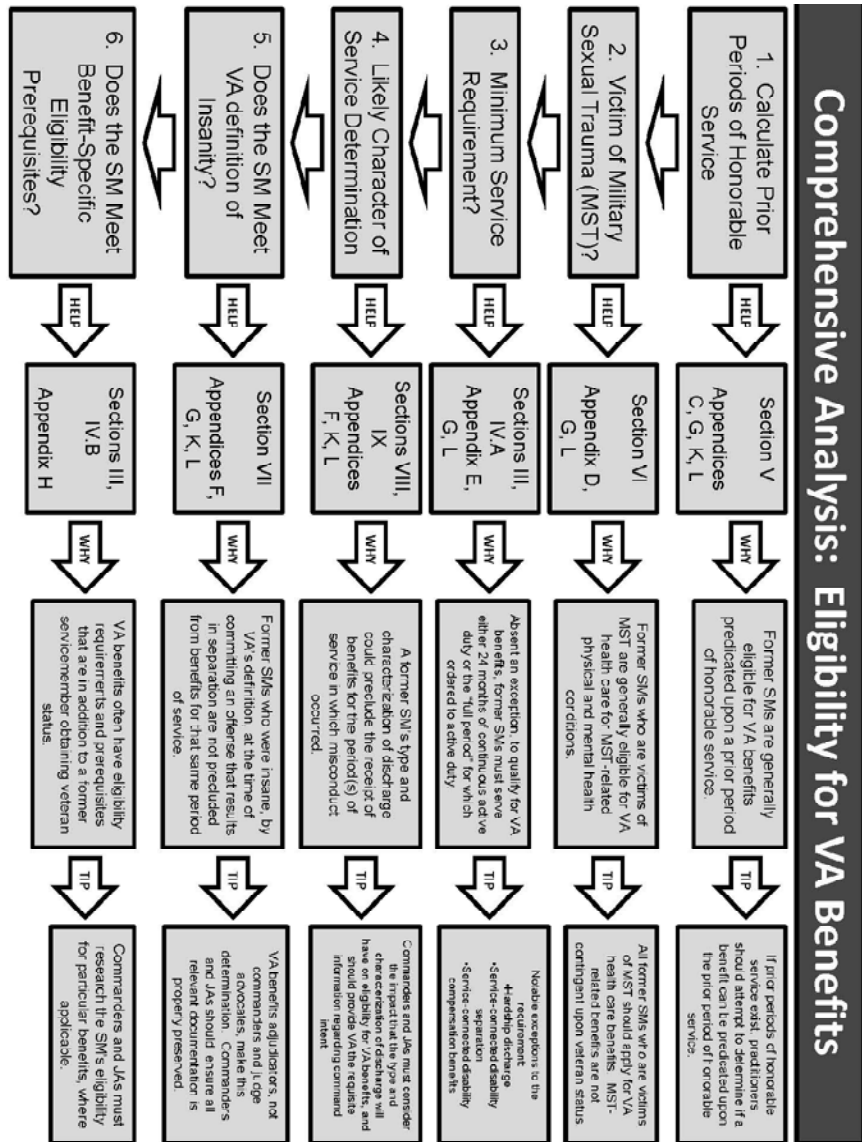 Comprehensive Analysis: Eligibility for VA Benefits
1. Calculate Prior
Periods of Honorable
Service
HELP
Section V
Appendices
C, G, K, L
WHY
Former SMs are generally
eligible for VA benefits
predicated upon a prior period
of honorable service.
TIP
If prior periods of honorable
service exist, practitioners
should attempt to determine if a
benefit can be predicated upon
the prior period of honorable
service.
2. Victim of Military
Sexual Trauma (MST)?
HELP
Section VI
Appendix D,
G, L
WHY
Former SMs who are victims of
MST are generally eligible for VA
health care for MST-related
physical and mental health
conditions.
TIP
All former SMs who are victims
of MST should apply for VA
health care benefits. MST-
related benefits are not
contingant upon veteran status
3. Minimum Service
Requirement?
HELP
Sections III,
IV.A
Appendix E,
G, L
WHY
Absent an exception, to qualify for VA
benefits, former SMs must serve
either 24 months of continuous active
duty or the "full period" for which
ordered to active duty
TIP
Notable exceptions to the
requirement
•Hardship discharge
•Service-connected disability
separation
•Service-connected disability
compensation benefits
4. Likely Character of
Service Determination
HELP
Sections VIII,
IX
Appendices
F, K, L
WHY
A former SM's type and
characterization of discharge
could preclude the receipt of
benefits for the period(s) of
service in which misconduct
occurred.
TIP
Commanders and JAs must consider
the impact that the type and
characterization of discharge will
have on eligibility for VA benefits, and
should provide VA the requisite
information regarding command
intent
5. Does the SM Meet
VA definition of
Insanity?
HELP
Section VII
Appendices F,
G, K, L
WHY
Former SMs who were insane, by
VA's definition, at the time of
committing an offense that results
in separation are not precluded
from benefits for that same period
of service.
TIP
VA benefits adjudicators, not
commanders and judge
advocates, make this
determination. Commanders
and JAs should ensure all
relevant documentation is
properly preserved.
6. Does the SM Meet
Benefit-Specific
Eligibility
Prerequisites?
HELP
Sections III,
IV.B
Appendix H
WHY
VA benefits often have eligibility
requirements and prerequisites
that are in addition to a former
servicemember obtaining veteran
status.
TIP
Commanders and JAs must
research the SM's eligibility
for particular benefits, where
applicable.